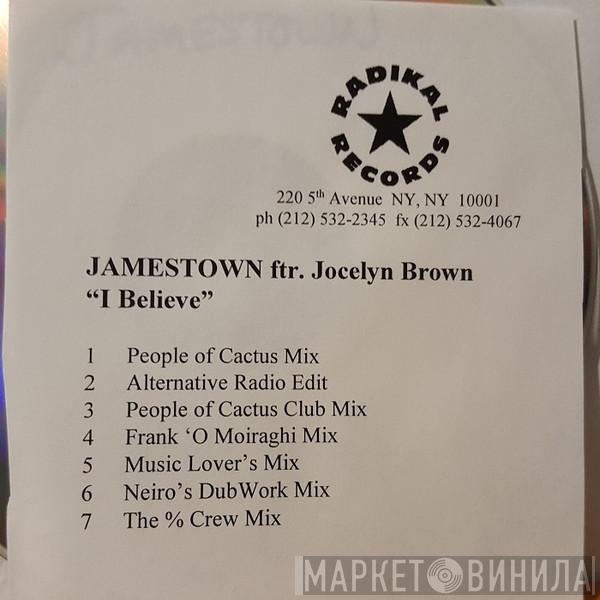 RADIKAL
RECORDS
220 5th Avenue NY, NY 10001
ph (212) 532-2345 fx (212) 532-4067
JAMESTOWN ftr. Jocelyn Brown
“I Believe”
1 People of Cactus Mix
2 Alternative Radio Edit
3 People of Cactus Club Mix
4 Frank ‘O Moiraghi Mix
5 Music Lover’s Mix
6 Neiro’s DubWork Mix
7 The % Crew Mix
МАРКЕТ ВИНИЛА